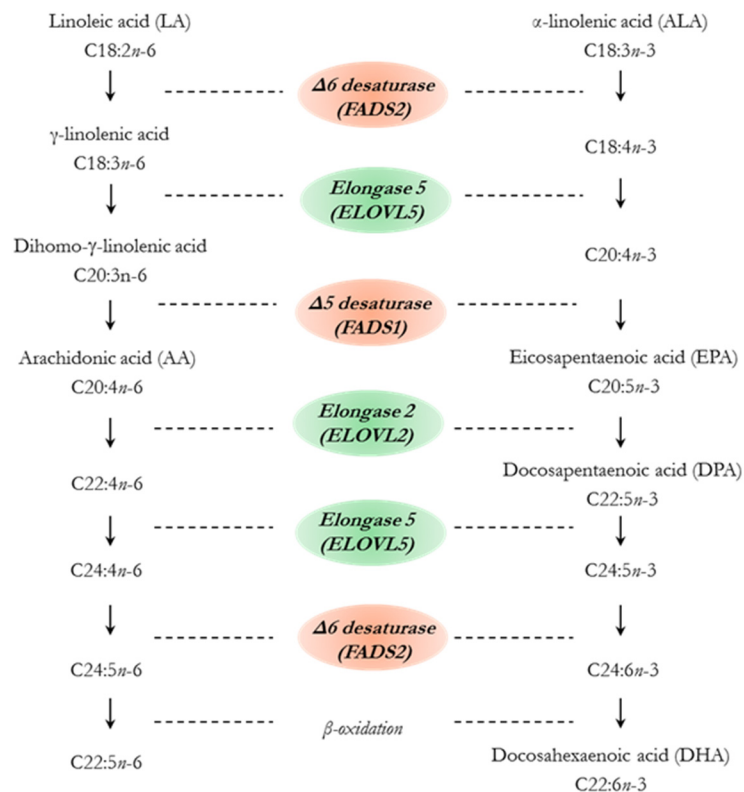 Linoleic acid (LA)
C18:2n-6
α-linolenic acid (ALA)
C18:3n-3
Δ6 desaturase
(FADS2)
γ-linolenic acid
C18:3n-6
C18:4n-3
Elongase 5
(ELOVL5)
Dihomo-γ-linolenic acid
C20:3n-6
C20:4n-3
Δ5 desaturase
(FADS1)
Arachidonic acid (AA)
C20:4n-6
Eicosapentaenoic acid (EPA)
C20:5n-3
Elongase 2
(ELOVL2)
C22:4n-6
Docosapentaenoic acid (DPA)
C22:5n-3
Elongase 5
(ELOVL5)
C24:4n-6
C24:5n-3
Δ6 desaturase
(FADS2)
C24:5n-6
C24:6n-3
β-oxidation
C22:5n-6
Docosahexaenoic acid (DHA)
C22:6n-3